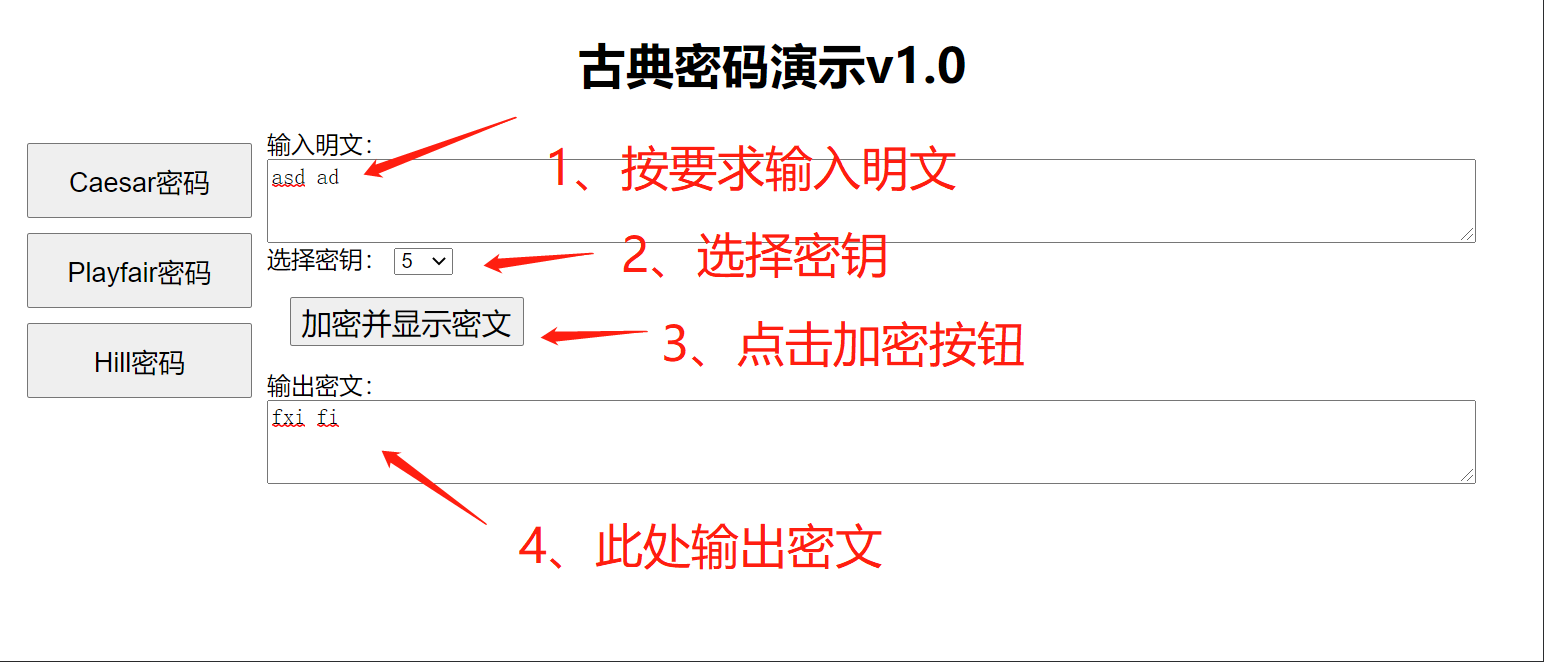 古典密码演示v1.0
Caesar密码
Playfair密码
Hill密码
输入明文：
asd ad
1、按要求输入明文
选择密钥： 5
2、选择密钥
加密并显示密文
3、点击加密按钮
输出密文：
fxi fi
4、此处输出密文